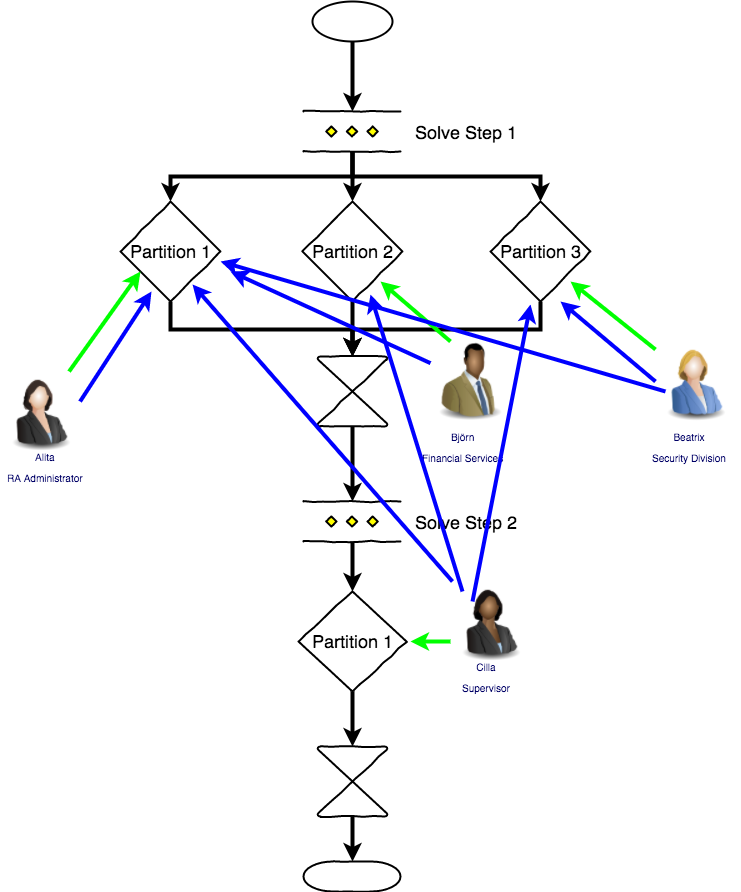 Solve Step 1
Partition 1
Partition 2
Partition 3
Alita
RA Administrator
Björn
Financial Services
Beatrix
Security Division
Solve Step 2
Partition 1
Cilla
Supervisor